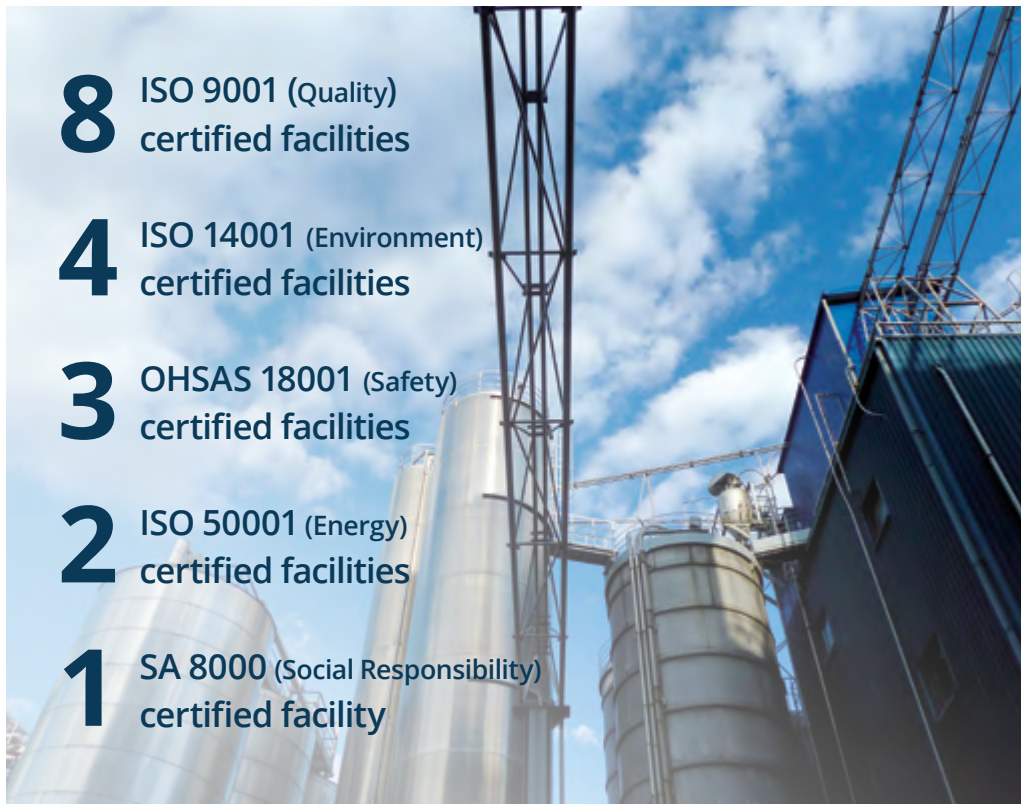 8 ISO 9001 (Quality)
certified facilities
4 ISO 14001 (Environment)
certified facilities
3 OHSAS 18001 (Safety)
certified facilities
2 ISO 50001 (Energy)
certified facilities
1 SA 8000 (Social Responsibility)
certified facility